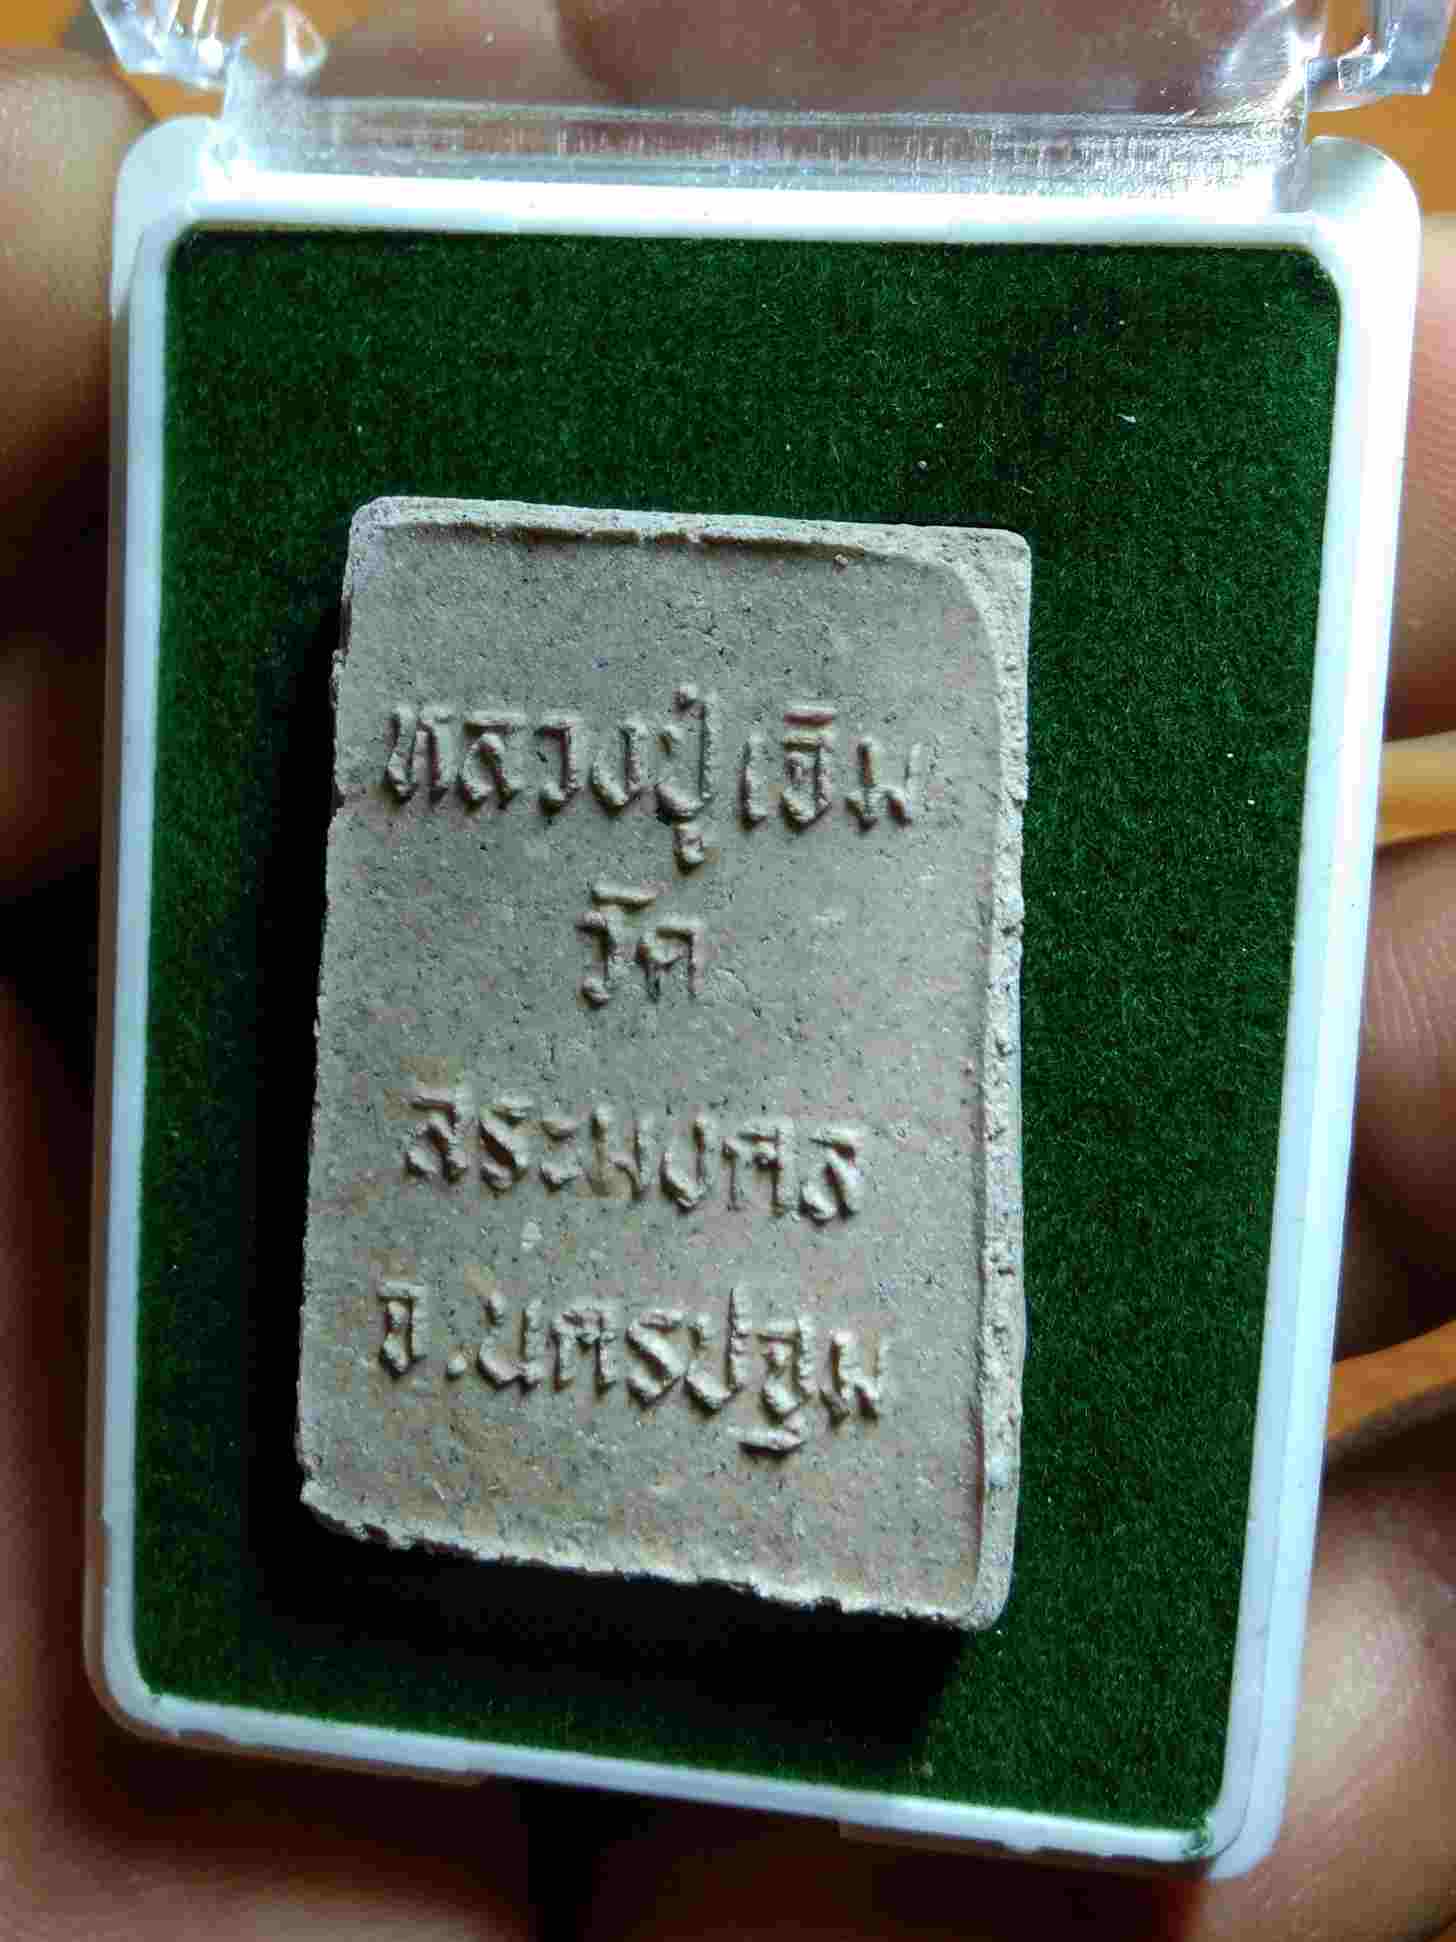 หลวงปู่เจิม
วัด
สระมงคล
จ.นครปฐม